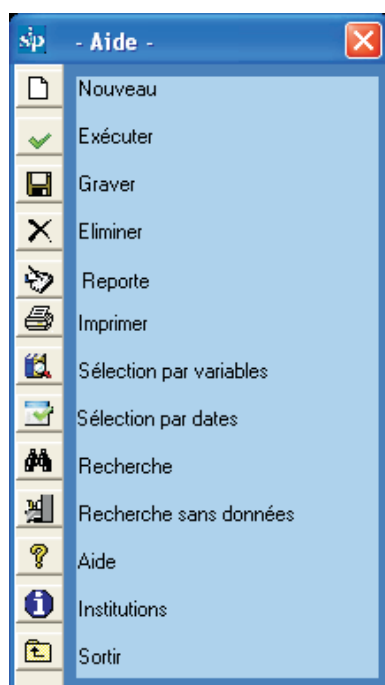 sip - Aide -
Nouveau
Exécuter
Graver
Eliminer
Reporte
Imprimer
Sélection par variables
Sélection par dates
Recherche
Recherche sans données
Aide
Institutions
Sortir